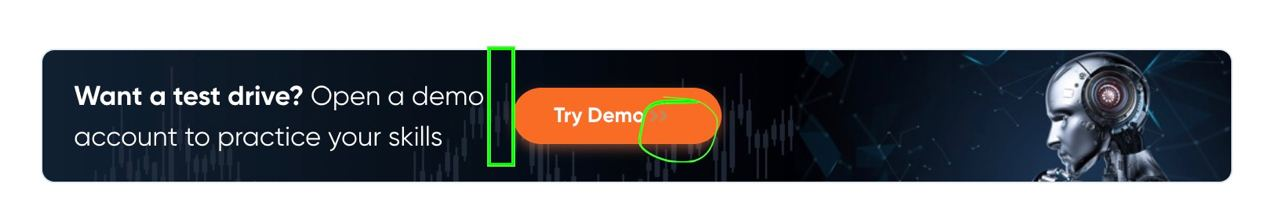 Want a test drive? Open a demo
account to practice your skills
Try Demo >>